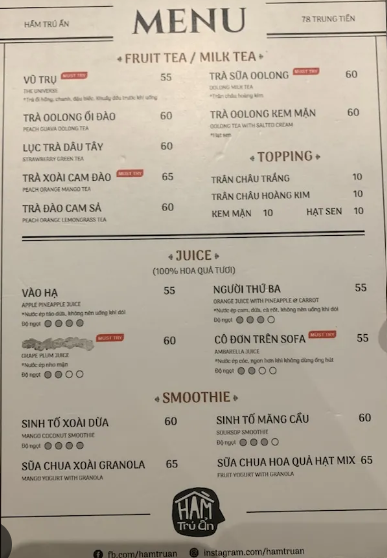 HẦM TRÚ ẨN
MENU
78 TRUNG TIỀN
FRUIT TEA / MILK TEA
VŨ TRỤ MUST TRY 55
THE UNIVERSE
TRÀ OOLONG ỔI ĐÀO 60
PEACH GUAVA OOLONG TEA
LỤC TRÀ DÂU TÂY 60
STRAWBERRY GREEN TEA
TRÀ XOÀI CAM ĐÀO MUST TRY 65
PEACH ORANGE MANGO TEA
TRÀ ĐÀO CAM SẢ 60
PEACH ORANGE LEMONGRASS TEA
TRÀ SỮA OOLONG MUST TRY 60
OOLONG MILK TEA
*Trân châu hoàng kim
TRÀ OOLONG KEM MẶN 60
OOLONG TEA WITH SALTED CREAM
TOPPING
TRÂN CHÂU TRẮNG 10
TRÂN CHÂU HOÀNG KIM 10
KEM MẶN 10 HẠT SEN 10
JUICE
(100% HOA QUẢ TƯƠI)
VÀO HẠ 55
APPLE PINEAPPLE JUICE
*Nước ép táo dứa, không nên uống khi đói
Độ ngọt
MUST TRY 60
GRAPE PLUM JUICE
*Nước ép nho mận
Độ ngọt
NGƯỜI THỨ BA 55
ORANGE JUICE WITH PINEAPPLE & CARROT
*Nước ép cam, dứa, cà rốt, không nên uống khi đói
Độ ngọt
CÔ ĐƠN TRÊN SOFA MUST TRY 55
AMBARELLA JUICE
*Nước ép cóc, ngon hơn khi không dùng ống hút
Độ ngọt
SMOOTHIE
SINH TỐ XOÀI DỪA 60
MANGO COCONUT SMOOTHIE
Độ ngọt
SỮA CHUA XOÀI GRANOLA 65
MANGO YOGURT WITH GRANOLA
SINH TỐ MÃNG CẦU 60
SOURSOP SMOOTHIE
Độ ngọt
SỮA CHUA HOA QUẢ HẠT MIX 65
FRUIT YOGURT WITH GRANOLA
HẦM
Trú Ẩn
fb.com/hamtruan instagram.com/hamtruan